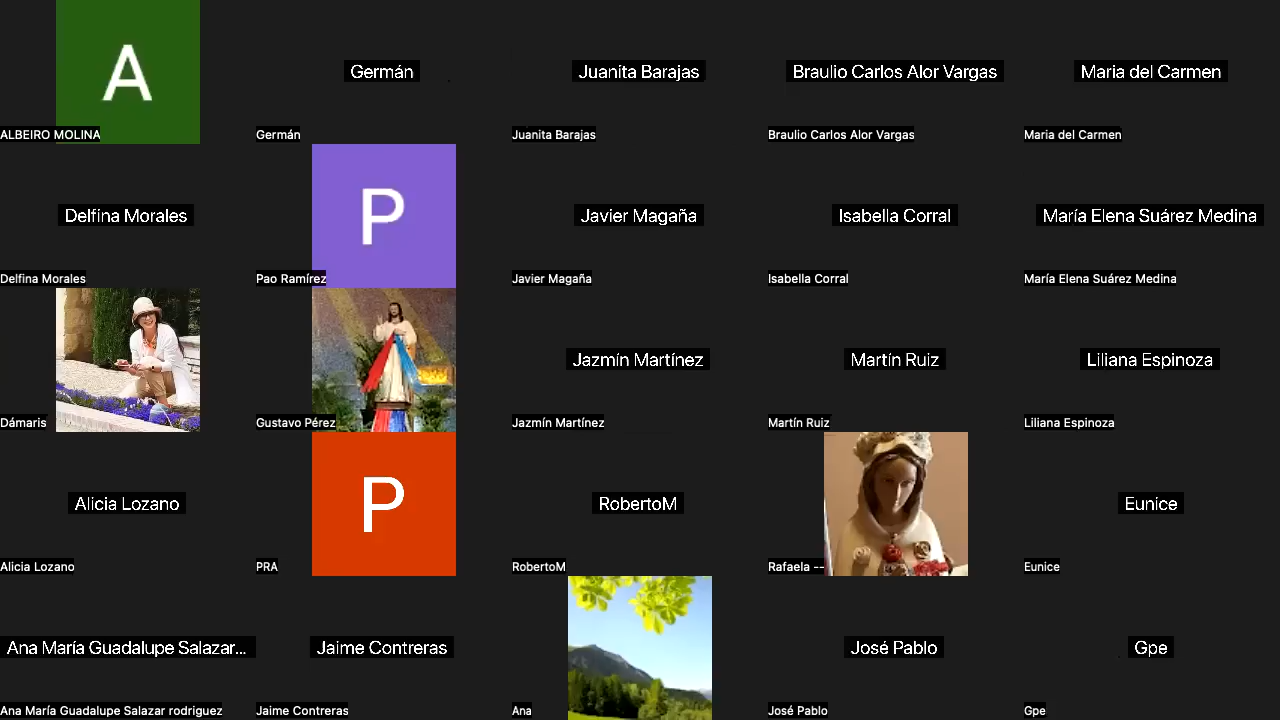 A
ALBEIRO MOLINA
Germán
Germán
Juanita Barajas
Juanita Barajas
Braulio Carlos Alor Vargas
Braulio Carlos Alor Vargas
Maria del Carmen
Maria del Carmen
Delfina Morales
Delfina Morales
P
Pao Ramírez
Javier Magaña
Javier Magaña
Isabella Corral
Isabella Corral
María Elena Suárez Medina
María Elena Suárez Medina
Dámaris
Gustavo Pérez
Jazmín Martínez
Jazmín Martínez
Martín Ruiz
Martín Ruiz
Liliana Espinoza
Liliana Espinoza
Alicia Lozano
Alicia Lozano
P
PRA
RobertoM
RobertoM
Rafaela --
Eunice
Eunice
Ana María Guadalupe Salazar...
Ana María Guadalupe Salazar rodriguez
Jaime Contreras
Jaime Contreras
Ana
José Pablo
José Pablo
Gpe
Gpe